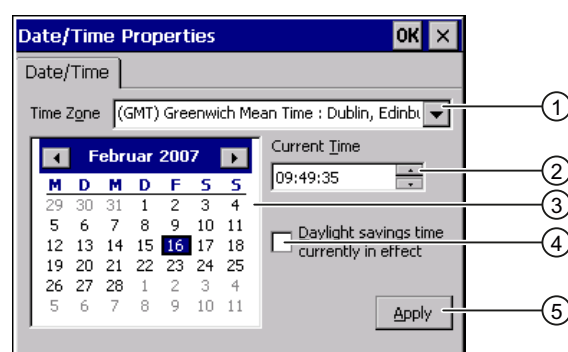 Date/Time Properties OK ×
Date/Time
Time Zone (GMT) Greenwich Mean Time : Dublin, Edinbu
1
Februar 2007
Current Time
09:49:35
2
M D M D F S S
29 30 31 1 2 3 4
3
5 6 7 8 9 10 11
12 13 14 15 16 17 18
19 20 21 22 23 24 25
26 27 28 1 2 3 4
5 6 7 8 9 10 11
Daylight savings time
currently in effect
4
Apply
5